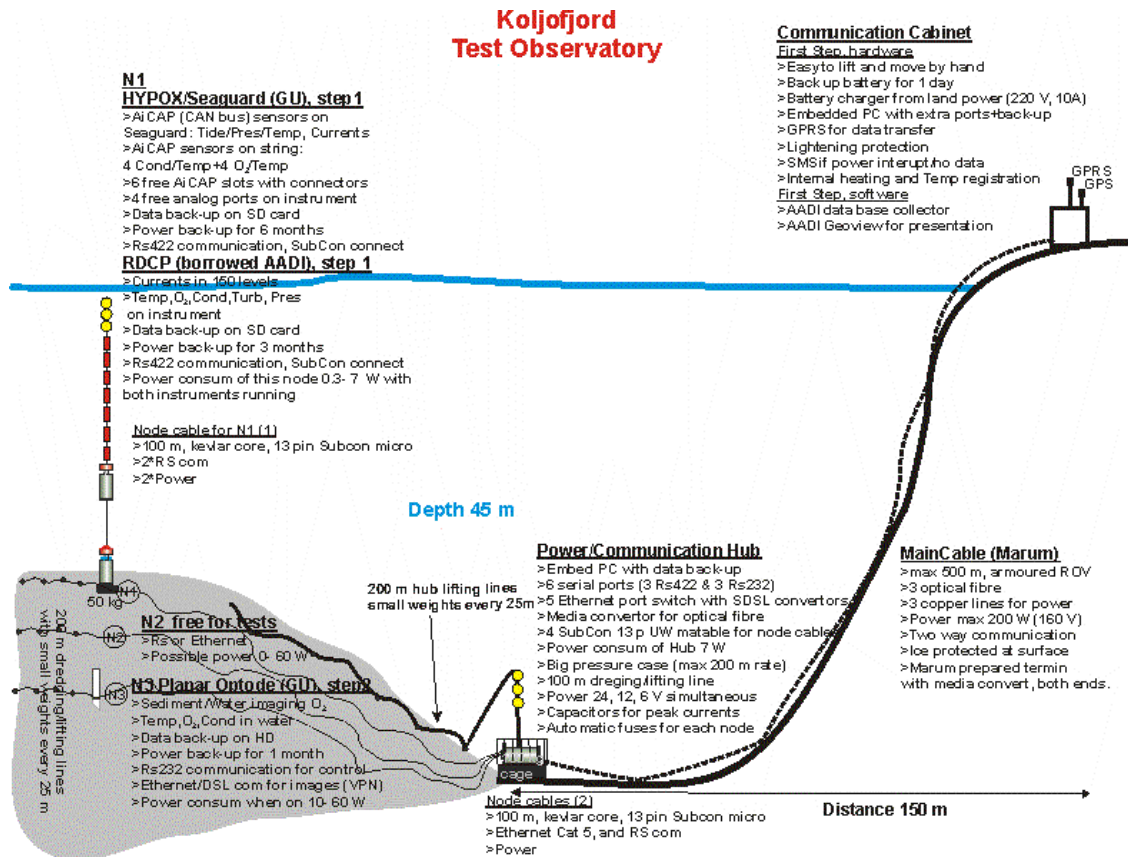 Koljofjord
Test Observatory
N1
HYPOX/Seaguard (GU), step1
>AiCAP (CAN bus) sensors on
Seaguard: Tide/Pres/Temp, Currents
>AiCAP sensors on string:
4 Cond/Temp+4 O2/Temp
>6 free AiCAP slots with connectors
>4 free analog ports on instrument
>Data back-up on SD card
>Power back-up for 6 months
>Rs422 communication, SubCon connect
RDCP (borrowed AADI), step 1
>Currents in 150 levels
>Temp,O2,Cond,Turb, Pres
on instrument
>Data back-up on SD card
>Power back-up for 3 months
>Rs422 communication, SubCon connect
>Power consum of this node 0.3- 7 W with
both instruments running
Node cable for N1 (1)
>100 m, kevlar core, 13 pin Subcon micro
>2*RS com
>2*Power
Communication Cabinet
First Step, hardware
>Easyto lift and move by hand
>Back up battery for 1 day
>Battery charger from land power (220 V, 10A)
>Embedded PC with extra ports+back-up
>GPRS for data transfer
>Lightening protection
>SMSif power interupt/no data
>Internal heating and Temp registration
First Step, software
>AADI data base collector
>AADI Geoview for presentation
GPRS
GPS
Depth 45 m
50 kg
N1
N2
N3
200 m dredging/lifting lines
with small weights every 25 m
N2 free for tests
>Rs or Ethernet
>Possible power 0- 60 W
N3 Planar Optode (GU), step2
>Sediment/Water imaging O2
>Temp,O2,Cond in water
>Data back-up on HD
>Power back-up for 1 month
>Rs232 communication for control
>Ethernet/DSL com for images (VPN)
>Power consum when on 10- 60 W
200 m hub lifting lines
small weights every 25m
Power/Communication Hub
>Embed PC with data back-up
>6 serial ports (3 Rs422 & 3 Rs232)
>5 Ethernet port switch with SDSL convertors
>Media convertor for optical fibre
>4 SubCon 13 p UW matable for node cable
>Power consum of Hub 7 W
>Big pressure case (max 200 m rate)
>100 m dreging/lifting line
>Power 24, 12, 6 V simultaneous
>Capacitors for peak currents
>Automatic fuses for each node
cage
MainCable (Marum)
>max 500 m, armoured ROV
>3 optical fibre
>3 copper lines for power
>Power max 200 W (160 V)
>Two way communication
>Ice protected at surface
>Marum prepared termin
with media convert, both ends.
Distance 150 m
Node cables (2)
>100 m, kevlar core, 13 pin Subcon micro
>Ethernet Cat 5, and RS com
>Power